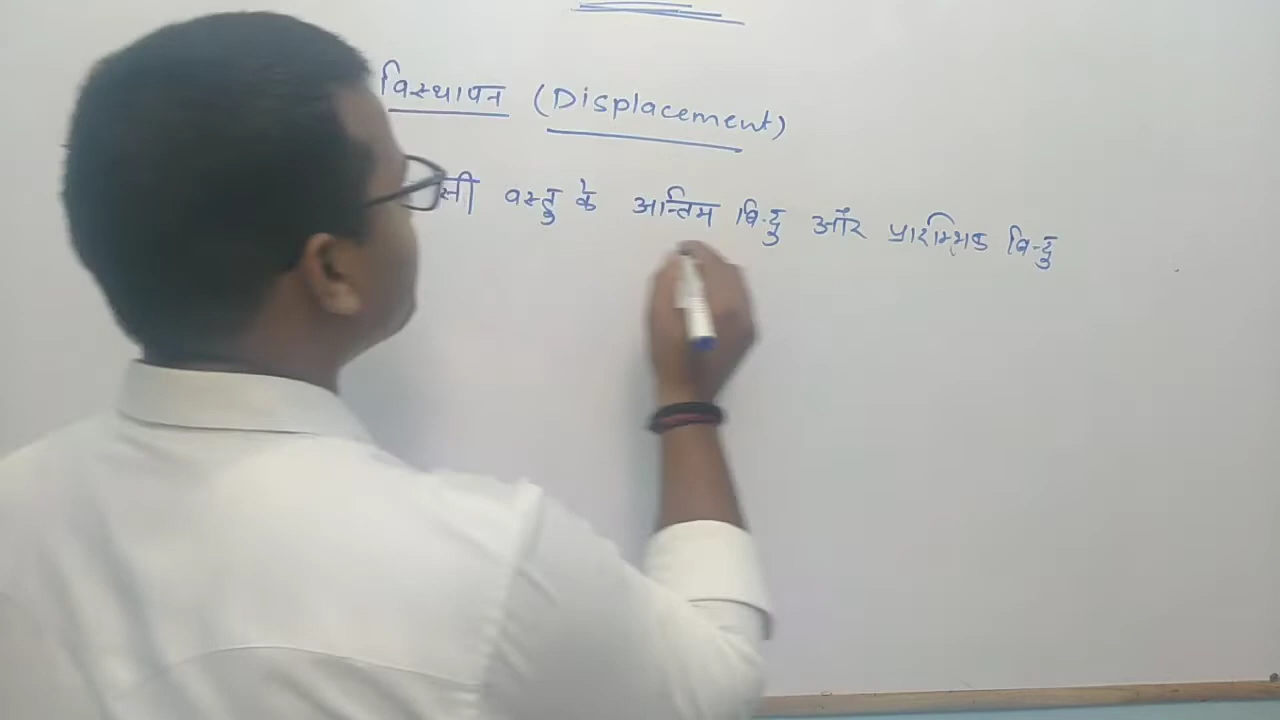 विस्थापन (Displacement)
वस्तु के अन्तिम बिन्दु और प्रारम्भिक बिन्दु